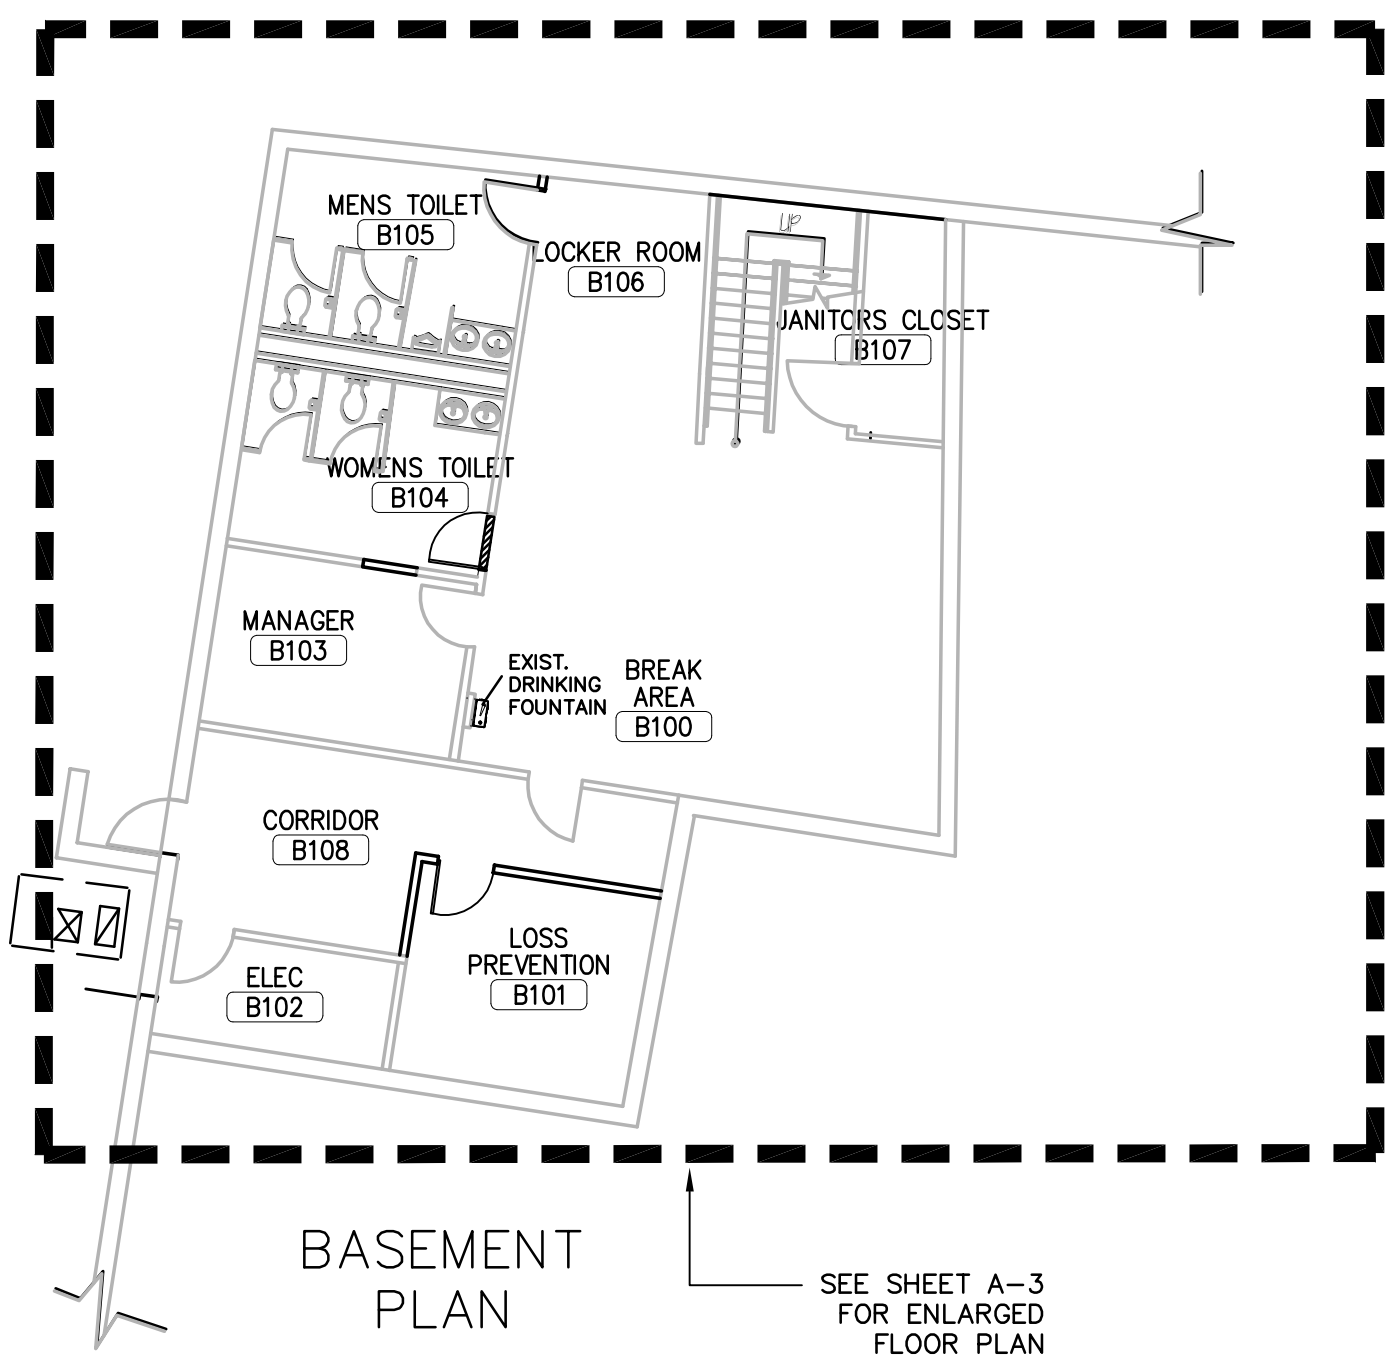 MENS TOILET
B105
LOCKER ROOM
B106
UP
JANITORS CLOSET
B107
WOMENS TOILET
B104
MANAGER
B103
EXIST.
DRINKING
FOUNTAIN
BREAK
AREA
B100
CORRIDOR
B108
LOSS
PREVENTION
B101
ELEC
B102
BASEMENT
PLAN
SEE SHEET A-3
FOR ENLARGED
FLOOR PLAN